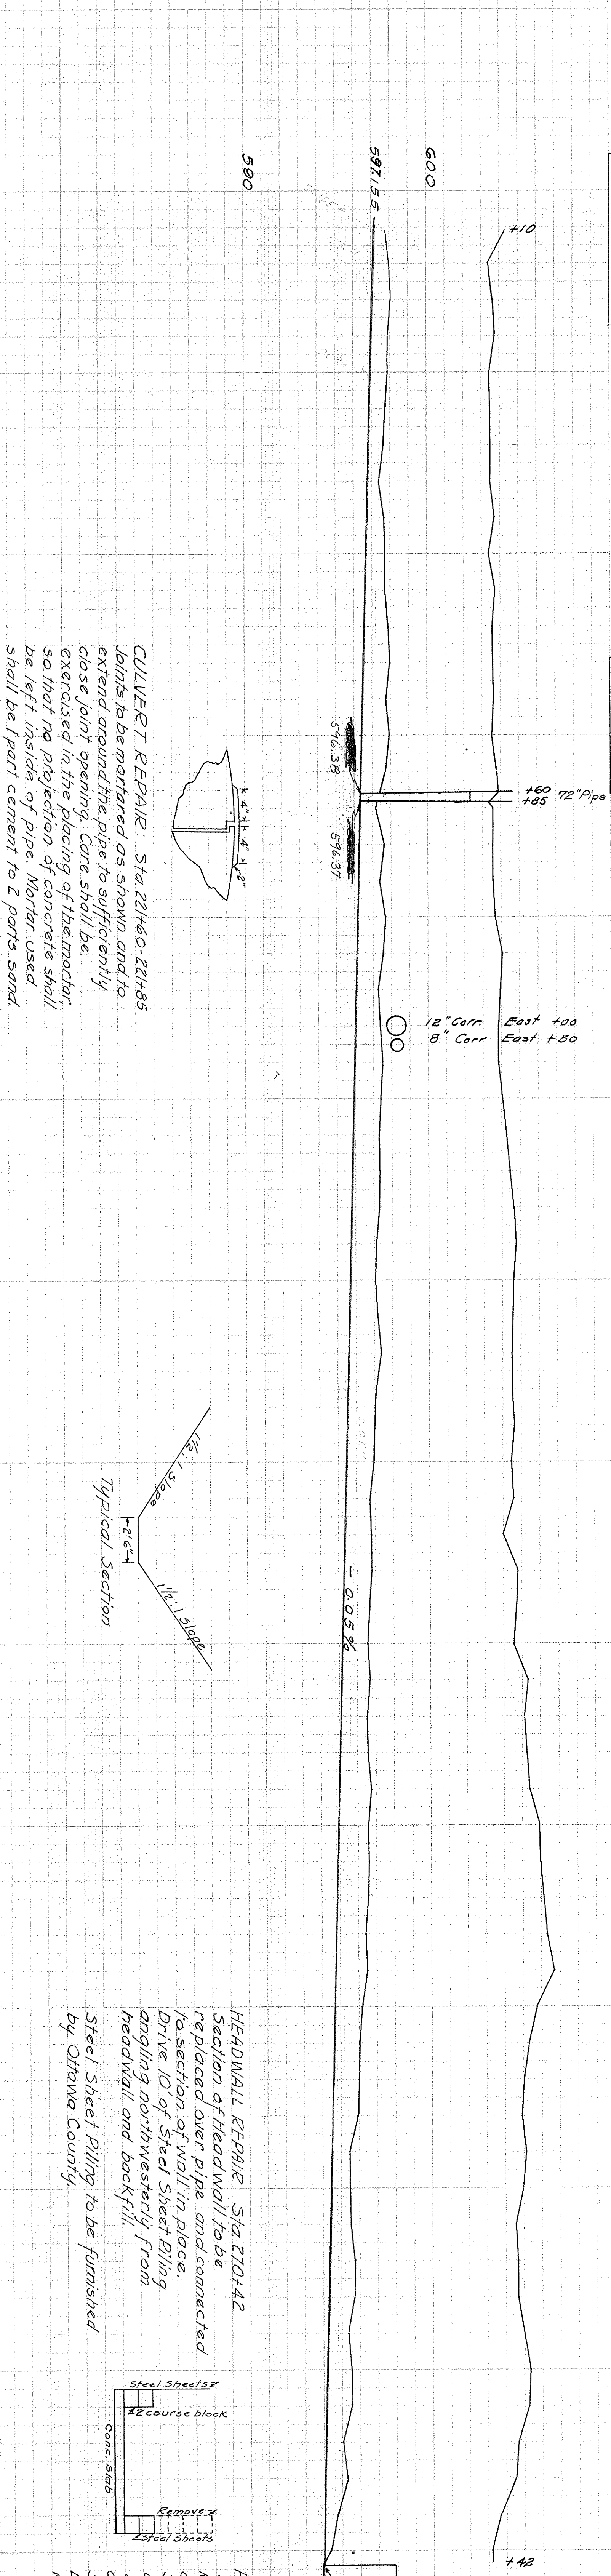 590
597.155
600
+10
596.38
596.37
+60
+85
72" Pipe
12" Corr. East +00
8" Corr East +50
4" 4" 2"
CULVERT REPAIR Sta. 221+60-221+85
Joints to be mortared as shown and to
extend around the pipe to sufficiently
close joint opening. Care shall be
exercised in the placing of the mortar
so that no projection of concrete shall
be left inside of pipe. Mortar used
shall be 1 part cement to 2 parts sand.
1½:1 Slope
1½:1 Slope
2'6"
Typical Section
- 0.05%
HEADWALL REPAIR Sta. 270+42
Section of Headwall to be
replaced over pipe and connected
to section of wall in place.
Drive 10' of Steel Sheet Piling
angling northwesterly from
headwall and backfill.
Steel Sheet Piling to be furnished
by Ottawa County.
Steel Sheets
2 course block
Conc. Slab
Remove
Steel Sheets
+42